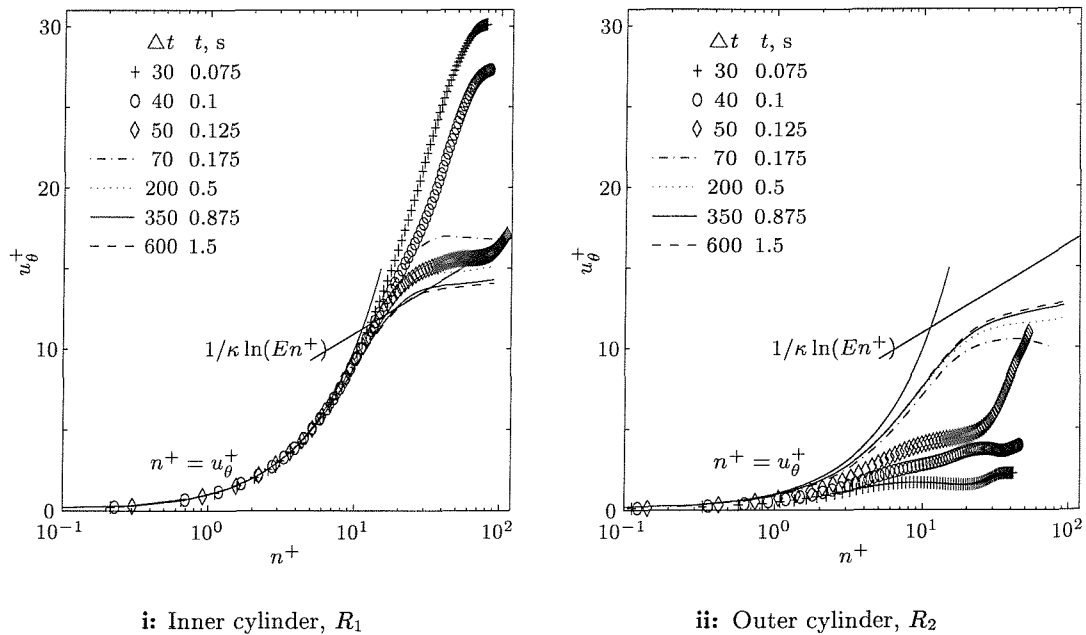 30
△t t, s
+ 30 0.075
40 0.1
50 0.125
70 0.175
200 0.5
350 0.875
600 1.5
20
10
0
u_θ^+
1/κ ln(En^+)
n^+ = u_θ^+
10^{-1} 10^0 10^1 10^2
n^+
i: Inner cylinder, R_1
30
△t t, s
+ 30 0.075
40 0.1
50 0.125
70 0.175
200 0.5
350 0.875
600 1.5
20
10
0
u_θ^+
1/κ ln(En^+)
n^+ = u_θ^+
10^{-1} 10^0 10^1 10^2
n^+
ii: Outer cylinder, R_2